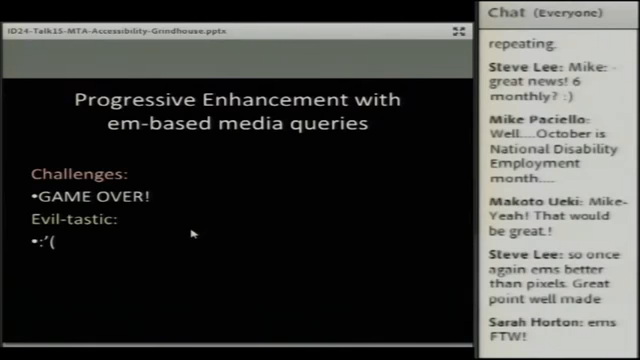 ID24-Talk15-MTA-Accessibility-Grindhouse.pptx
Progressive Enhancement with
em-based media queries
Challenges:
•GAME OVER!
Evil-tastic:
•:'(
Chat (Everyone)
repeating.
Steve Lee: Mike: -
great news! 6
monthly? :)
Mike Paciello:
Well....October is
National Disability
Employment
month....
Makoto Ueki: Mike-
Yeah! That would
be great.!
Steve Lee: so once
again ems better
than pixels. Great
point well made
Sarah Horton: ems
FTW!